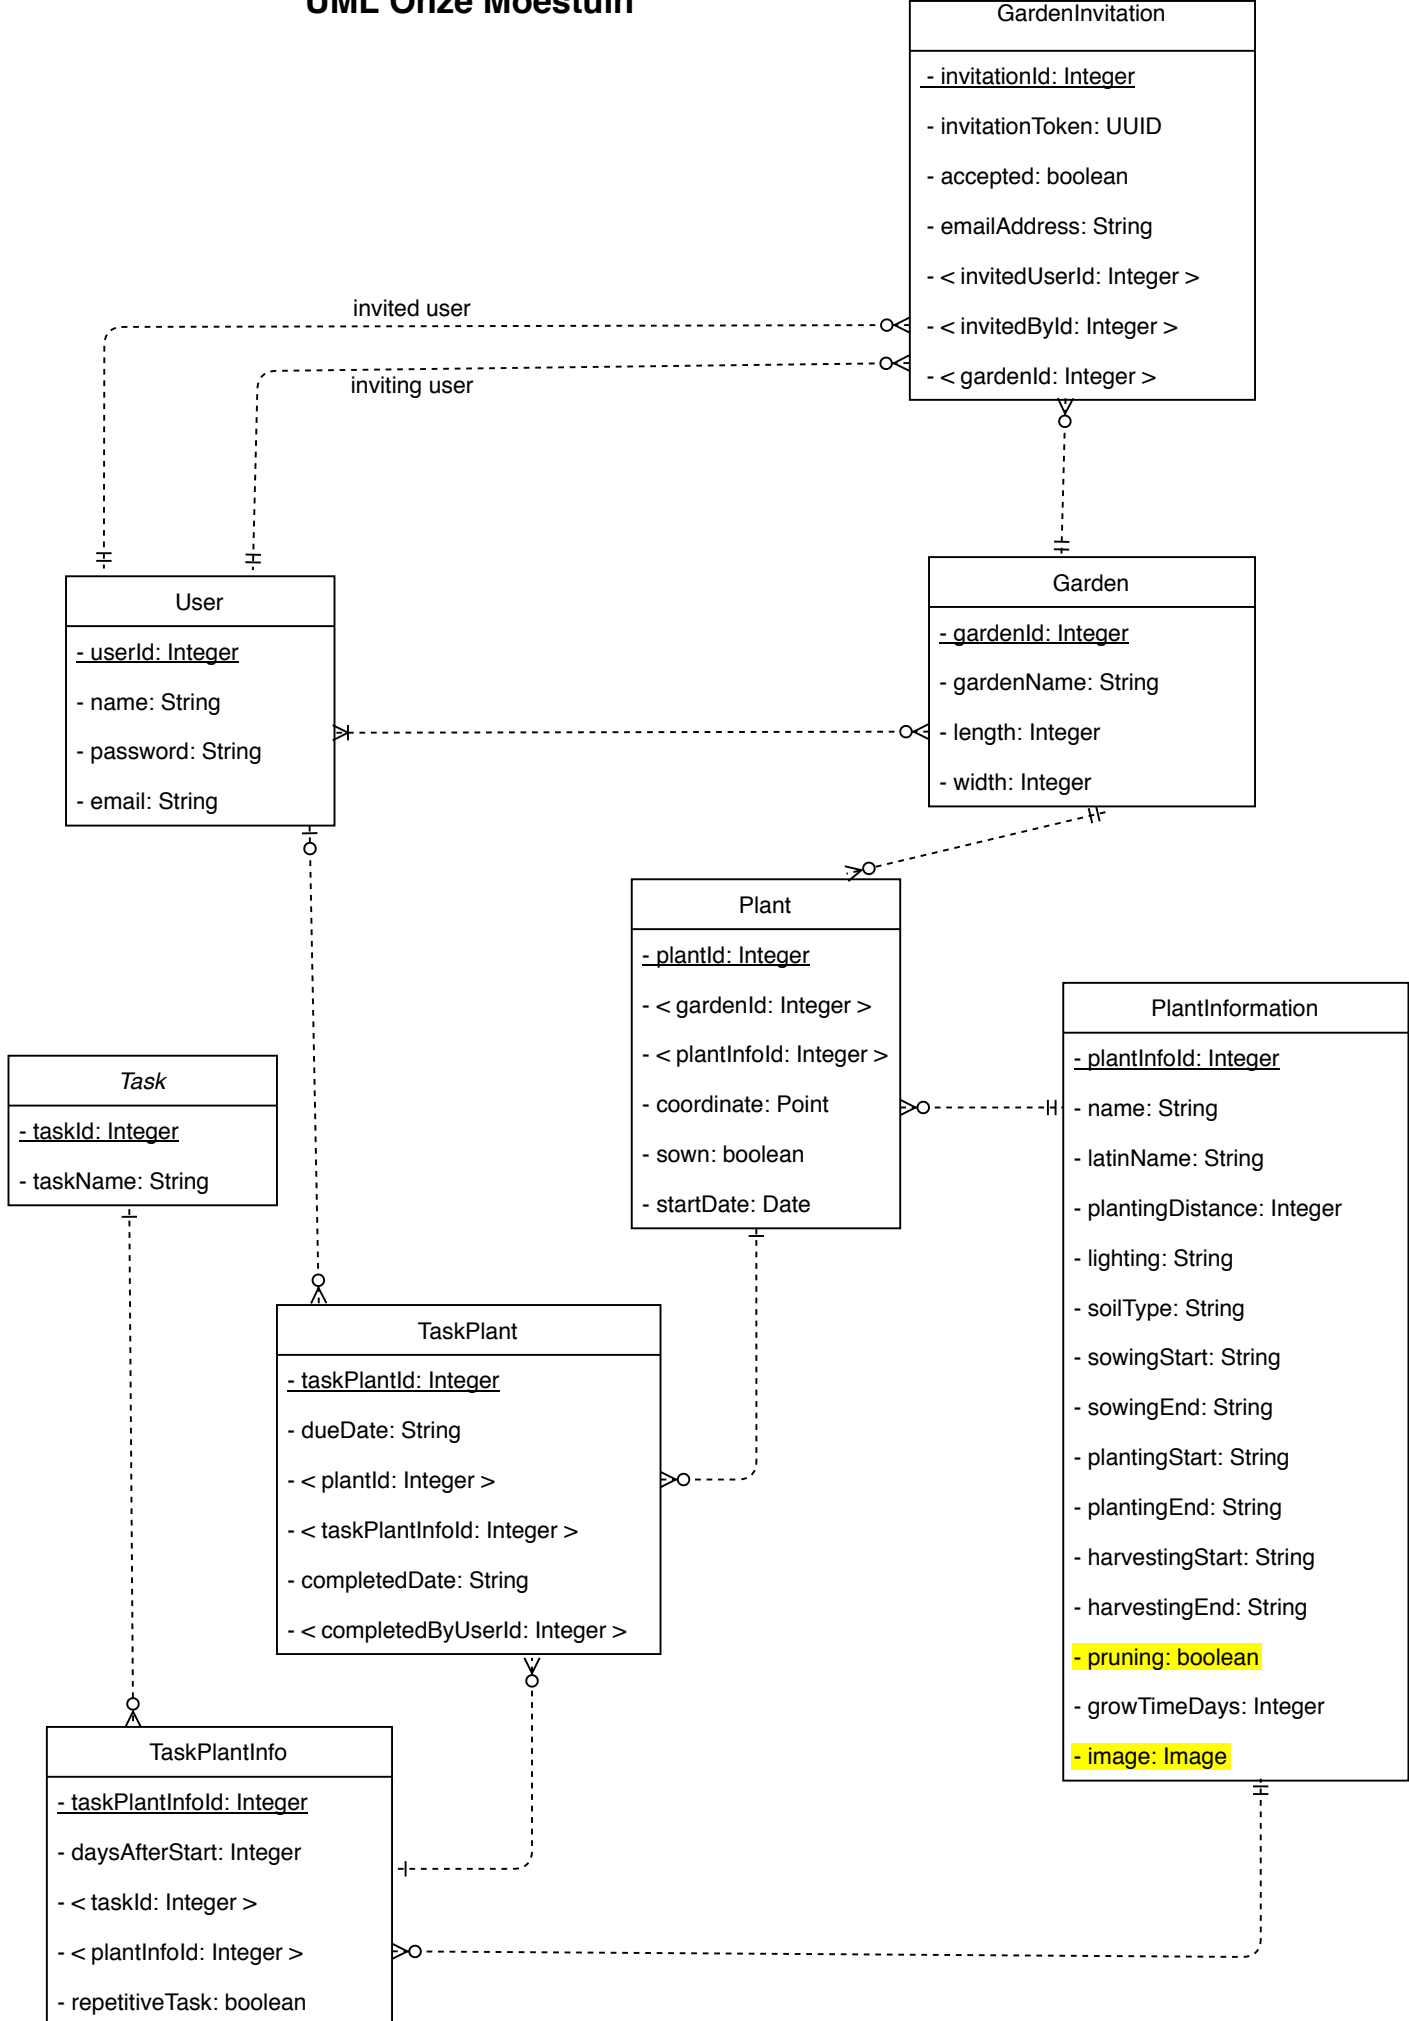 UML Onze Moestuin
GardenInvitation
- invitationId: Integer
- invitationToken: UUID
- accepted: boolean
- emailAddress: String
- < invitedUserId: Integer >
- < invitedById: Integer >
- < gardenId: Integer >
invited user
inviting user
User
- userId: Integer
- name: String
- password: String
- email: String
Garden
- gardenId: Integer
- gardenName: String
- length: Integer
- width: Integer
Plant
- plantId: Integer
- < gardenId: Integer >
- < plantInfoId: Integer >
- coordinate: Point
- sown: boolean
- startDate: Date
PlantInformation
- plantInfoId: Integer
- name: String
- latinName: String
- plantingDistance: Integer
- lighting: String
- soilType: String
- sowingStart: String
- sowingEnd: String
- plantingStart: String
- plantingEnd: String
- harvestingStart: String
- harvestingEnd: String
- pruning: boolean
- growTimeDays: Integer
- image: Image
Task
- taskId: Integer
- taskName: String
TaskPlant
- taskPlantId: Integer
- dueDate: String
- < plantId: Integer >
- < taskPlantInfoId: Integer >
- completedDate: String
- < completedByUserId: Integer >
TaskPlantInfo
- taskPlantInfoId: Integer
- daysAfterStart: Integer
- < taskId: Integer >
- < plantInfoId: Integer >
- repetitiveTask: boolean